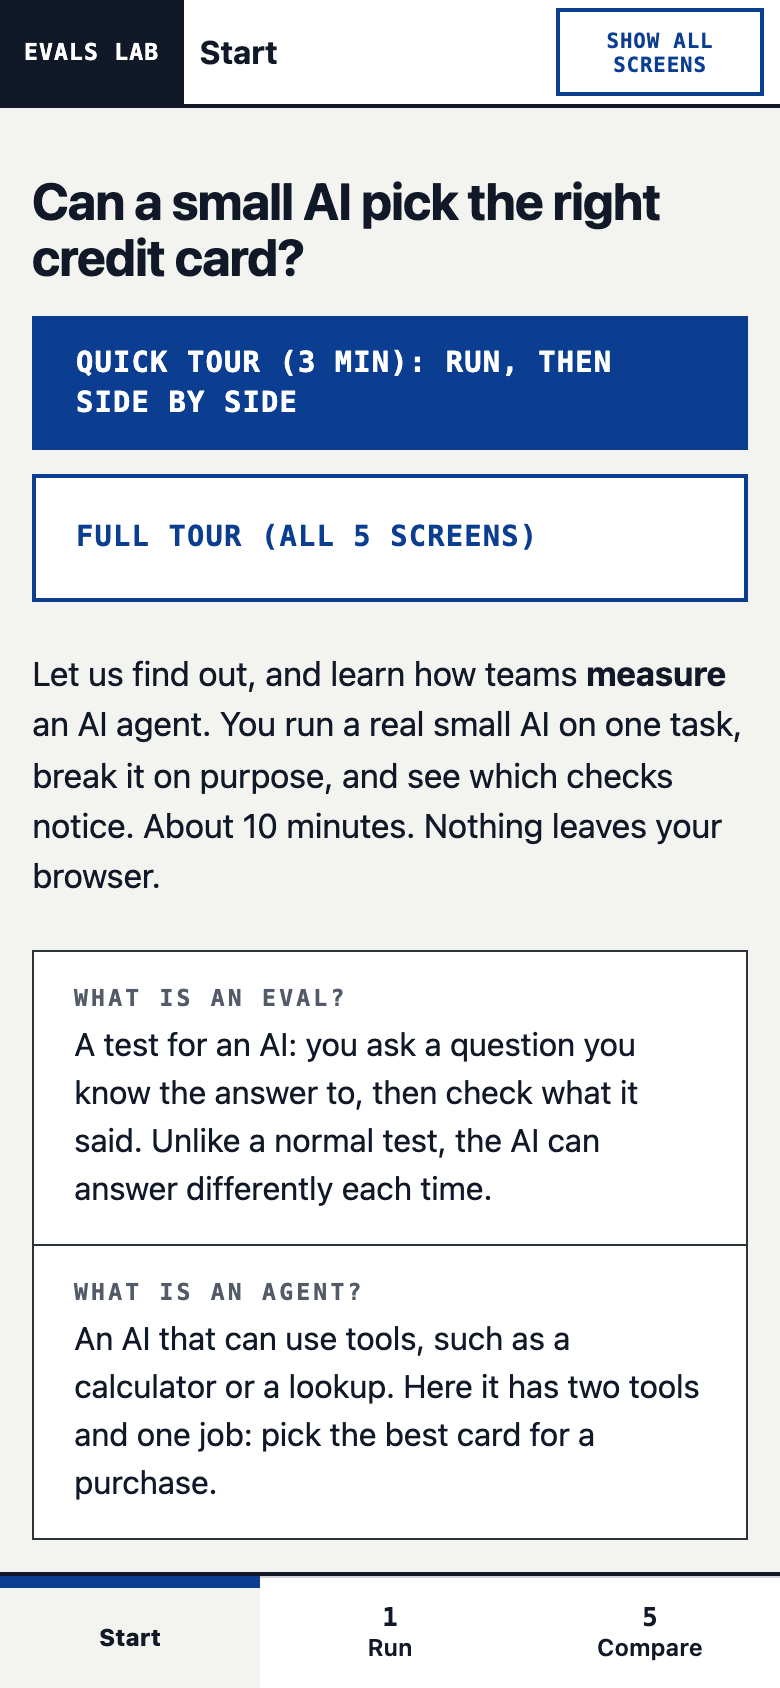 EVALS LAB
Start
SHOW ALL
SCREENS
Can a small AI pick the right
credit card?
QUICK TOUR (3 MIN): RUN, THEN
SIDE BY SIDE
FULL TOUR (ALL 5 SCREENS)
Let us find out, and learn how teams measure
an AI agent. You run a real small AI on one task,
break it on purpose, and see which checks
notice. About 10 minutes. Nothing leaves your
browser.
WHAT IS AN EVAL?
A test for an AI: you ask a question you
know the answer to, then check what it
said. Unlike a normal test, the AI can
answer differently each time.
WHAT IS AN AGENT?
An AI that can use tools, such as a
calculator or a lookup. Here it has two tools
and one job: pick the best card for a
purchase.
Start
1
Run
5
Compare